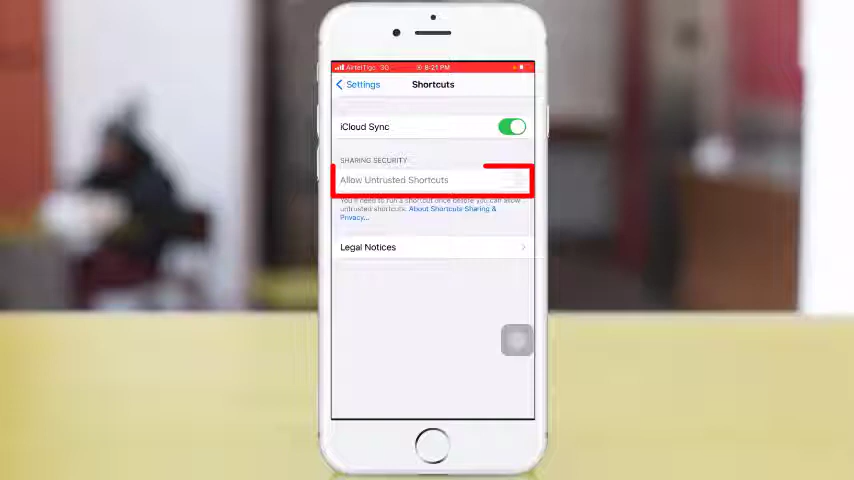 AirtelTigo 3G 8:21 PM
Settings
Shortcuts
iCloud Sync
SHARING SECURITY
Allow Untrusted Shortcuts
You'll need to run a shortcut once before you can allow
untrusted shortcuts. About Shortcuts Sharing &
Privacy...
Legal Notices